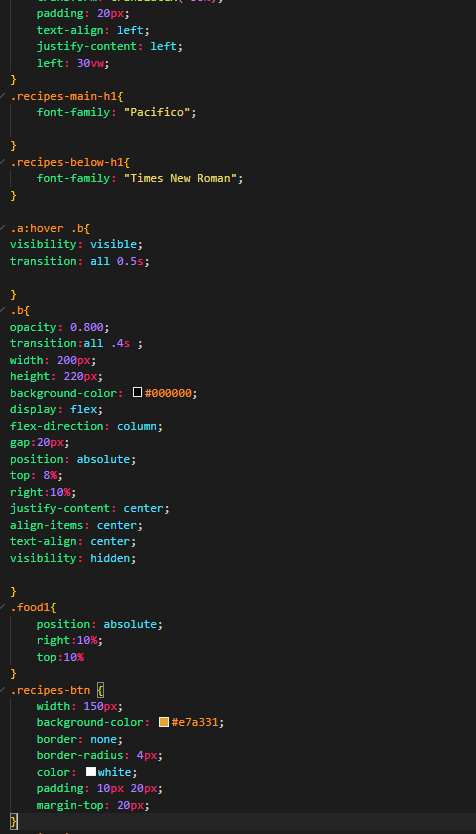 padding: 20px;
text-align: left;
justify-content: left;
left: 30vw;
}
.recipes-main-h1{
font-family: "Pacifico";
}
.recipes-below-h1{
font-family: "Times New Roman";
}
.a:hover .b{
visibility: visible;
transition: all 0.5s;
}
.b{
opacity: 0.800;
transition:all .4s ;
width: 200px;
height: 220px;
background-color: #000000;
display: flex;
flex-direction: column;
gap:20px;
position: absolute;
top: 8%;
right:10%;
justify-content: center;
align-items: center;
text-align: center;
visibility: hidden;
}
.food1{
position: absolute;
right:10%;
top:10%
}
.recipes-btn {
width: 150px;
background-color: #e7a331;
border: none;
border-radius: 4px;
color: white;
padding: 10px 20px;
margin-top: 20px;
}